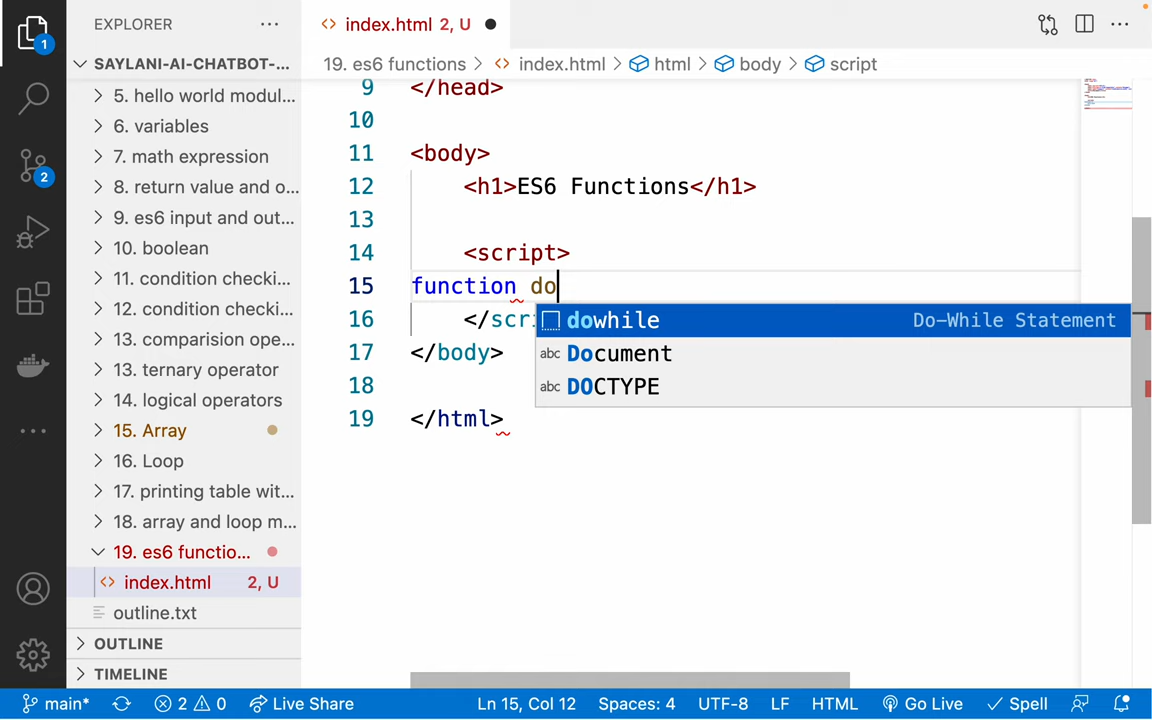 EXPLORER
1
SAYLANI-AI-CHATBOT-...
5. hello world modul...
6. variables
7. math expression
8. return value and o...
9. es6 input and out...
10. boolean
11. condition checki...
12. condition checki...
13. comparision ope...
13. ternary operator
14. logical operators
15. Array
16. Loop
17. printing table wit...
18. array and loop m...
19. es6 functio...
index.html 2, U
outline.txt
OUTLINE
TIMELINE
2
index.html 2, U
19. es6 functions > index.html > html > body > script
9 </head>
10
11 <body>
12 <h1>ES6 Functions</h1>
13
14 <script>
15 function do
16 </scri
17 </body>
18
19 </html>
dowhile Do-While Statement
abc Document
abc DOCTYPE
main* 2 0 Live Share Ln 15, Col 12 Spaces: 4 UTF-8 LF HTML Go Live Spell